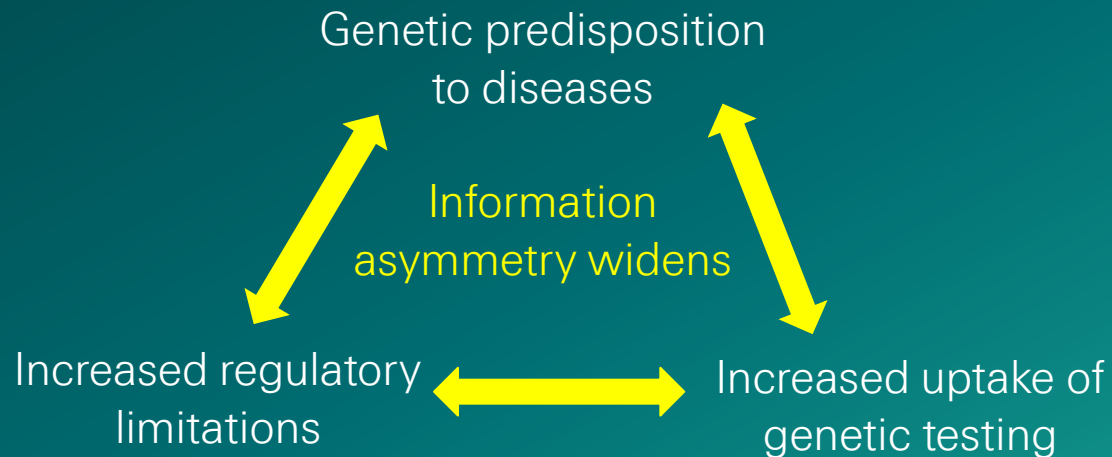 Genetic predisposition
to diseases
Information
asymmetry widens
Increased regulatory
limitations
Increased uptake of
genetic testing